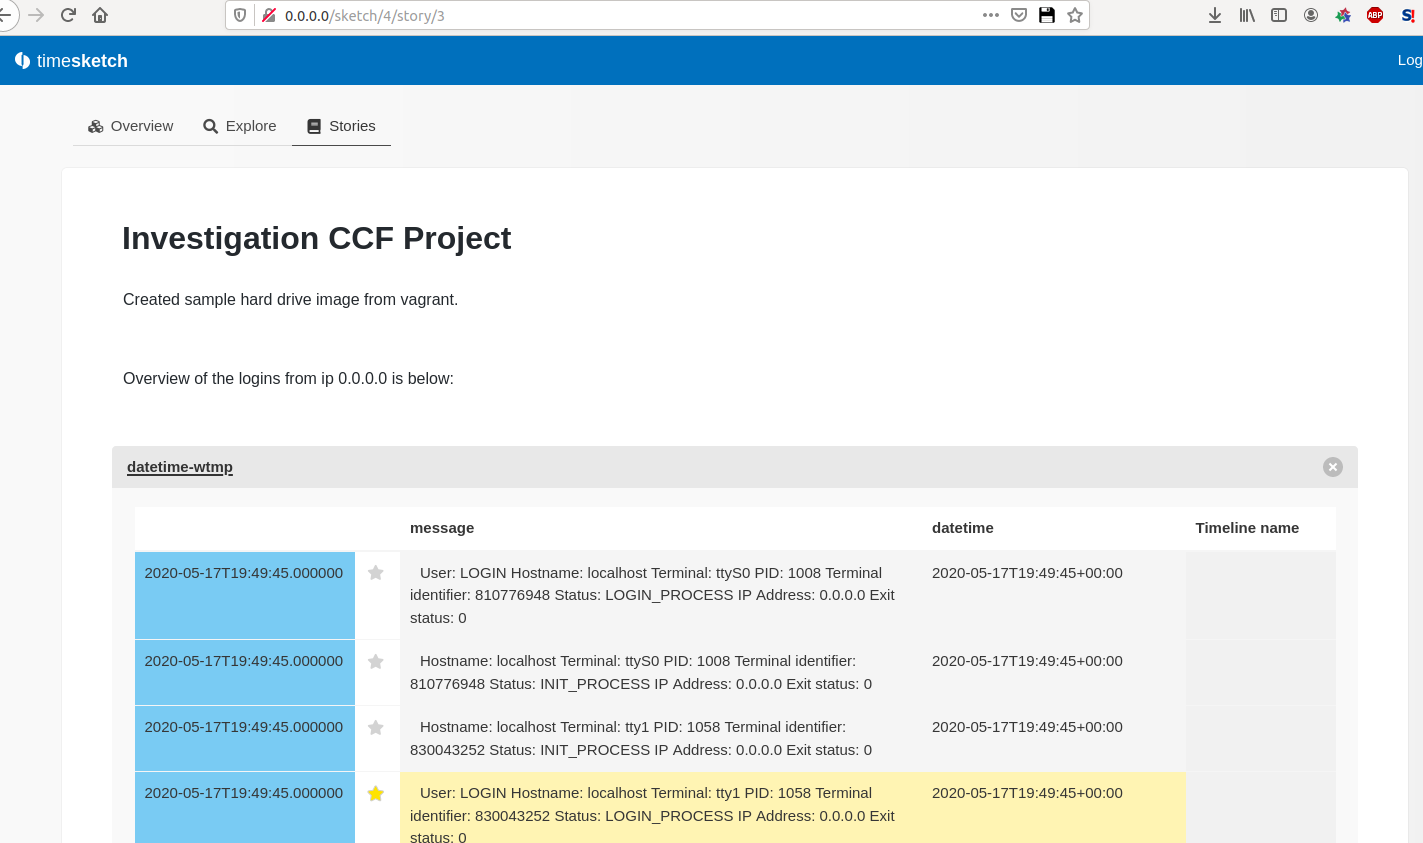 0.0.0.0/sketch/4/story/3
ABP
S!
timesketch
Log
Overview Explore Stories
Investigation CCF Project
Created sample hard drive image from vagrant.
Overview of the logins from ip 0.0.0.0 is below:
datetime-wtmp
message datetime Timeline name
2020-05-17T19:49:45.000000 User: LOGIN Hostname: localhost Terminal: ttyS0 PID: 1008 Terminal 2020-05-17T19:49:45+00:00
identifier: 810776948 Status: LOGIN_PROCESS IP Address: 0.0.0.0 Exit
status: 0
2020-05-17T19:49:45.000000 Hostname: localhost Terminal: ttyS0 PID: 1008 Terminal identifier: 2020-05-17T19:49:45+00:00
810776948 Status: INIT_PROCESS IP Address: 0.0.0.0 Exit status: 0
2020-05-17T19:49:45.000000 Hostname: localhost Terminal: tty1 PID: 1058 Terminal identifier: 2020-05-17T19:49:45+00:00
830043252 Status: INIT_PROCESS IP Address: 0.0.0.0 Exit status: 0
2020-05-17T19:49:45.000000 User: LOGIN Hostname: localhost Terminal: tty1 PID: 1058 Terminal 2020-05-17T19:49:45+00:00
identifier: 830043252 Status: LOGIN_PROCESS IP Address: 0.0.0.0 Exit
status: 0